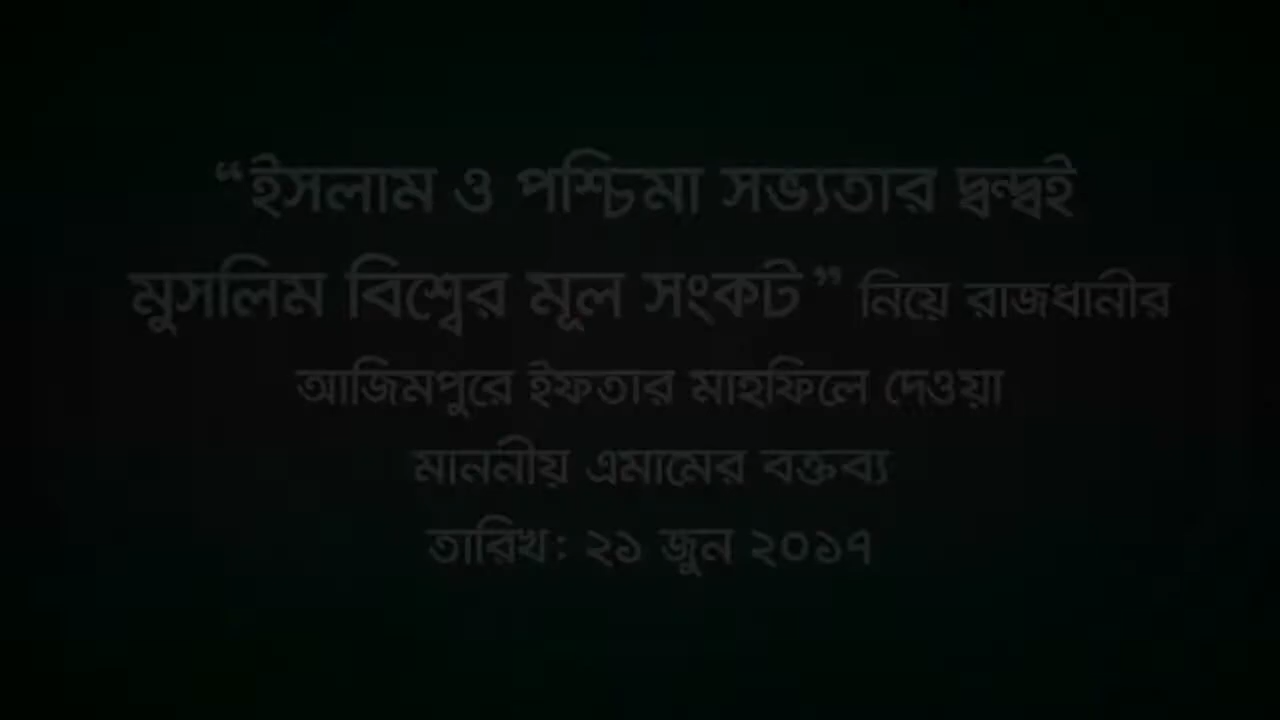 “ইসলাম ও পশ্চিমা সভ্যতার দ্বন্দ্বই
মুসলিম বিশ্বের মূল সংকট” নিয়ে রাজধানীর
আজিমপুরে ইফতার মাহফিলে দেওয়া
মাননীয় এমামের বক্তব্য
তারিখ: ২১ জুন ২০১৭